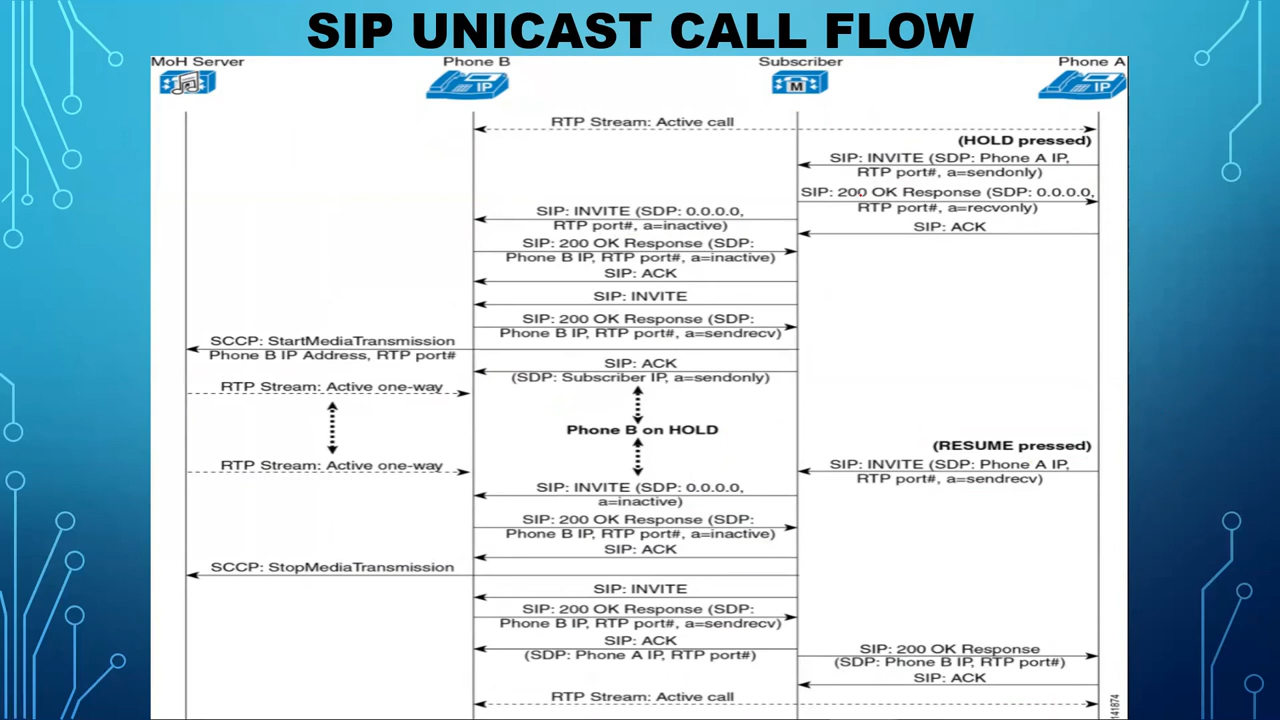 SIP UNICAST CALL FLOW
MoH Server
Phone B
Subscriber
Phone A
IP
M
IP
RTP Stream: Active call
(HOLD pressed)
SIP: INVITE (SDP: Phone A IP,
RTP port#, a=sendonly)
SIP: 200 OK Response (SDP: 0.0.0.0,
RTP port#, a=recvonly)
SIP: INVITE (SDP: 0.0.0.0,
RTP port#, a=inactive)
SIP: ACK
SIP: 200 OK Response (SDP:
Phone B IP, RTP port#, a=inactive)
SIP: ACK
SIP: INVITE
SIP: 200 OK Response (SDP:
Phone B IP, RTP port#, a=sendrecv)
SCCP: StartMediaTransmission
Phone B IP Address, RTP port#
SIP: ACK
(SDP: Subscriber IP, a=sendonly)
RTP Stream: Active one-way
Phone B on HOLD
(RESUME pressed)
RTP Stream: Active one-way
SIP: INVITE (SDP: Phone A IP,
RTP port#, a=sendrecv)
SIP: INVITE (SDP: 0.0.0.0,
a=inactive)
SIP: 200 OK Response (SDP:
Phone B IP, RTP port#, a=inactive)
SIP: ACK
SCCP: StopMediaTransmission
SIP: INVITE
SIP: 200 OK Response (SDP:
Phone B IP, RTP port#, a=sendrecv)
SIP: ACK
(SDP: Phone A IP, RTP port#)
SIP: 200 OK Response
(SDP: Phone B IP, RTP port#)
SIP: ACK
RTP Stream: Active call
141874